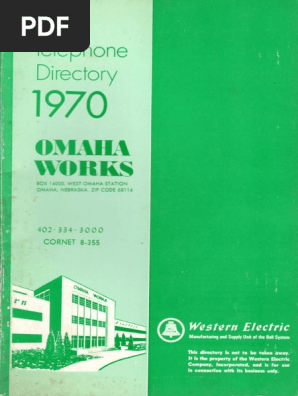 PDF
Telephone
Directory
1970
OMAHA
WORKS
BOX 14000, WEST OMAHA STATION
OMAHA, NEBRASKA. ZIP CODE 68114
402-334-3000
CORNET 8-355
OMAHA WORKS
Western Electric
Manufacturing and Supply Unit of the Bell System
This directory is not to be taken away.
It is the property of the Western Electric
Company, Incorporated, and is for use
in connection with its business only.